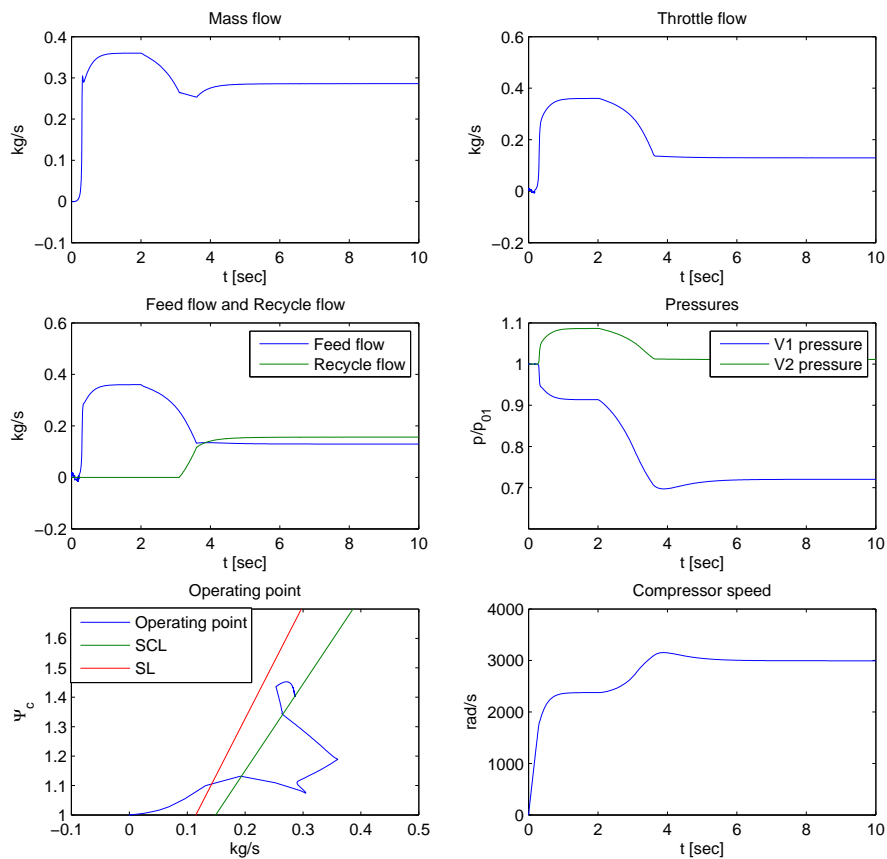 Mass flow
0.4
0.3
0.2
0.1
0
−0.1
kg/s
0 2 4 6 8 10
t [sec]
Throttle flow
0.6
0.4
0.2
0
−0.2
kg/s
0 2 4 6 8 10
t [sec]
Feed flow and Recycle flow
0.6
0.4
0.2
0
−0.2
kg/s
Feed flow
Recycle flow
0 2 4 6 8 10
t [sec]
Pressures
1.1
1
0.9
0.8
0.7
p/p01
V1 pressure
V2 pressure
0 2 4 6 8 10
t [sec]
Operating point
1.6
1.5
1.4
1.3
1.2
1.1
1
Ψc
Operating point
SCL
SL
−0.1 0 0.1 0.2 0.3 0.4 0.5
kg/s
Compressor speed
4000
3000
2000
1000
0
rad/s
0 2 4 6 8 10
t [sec]